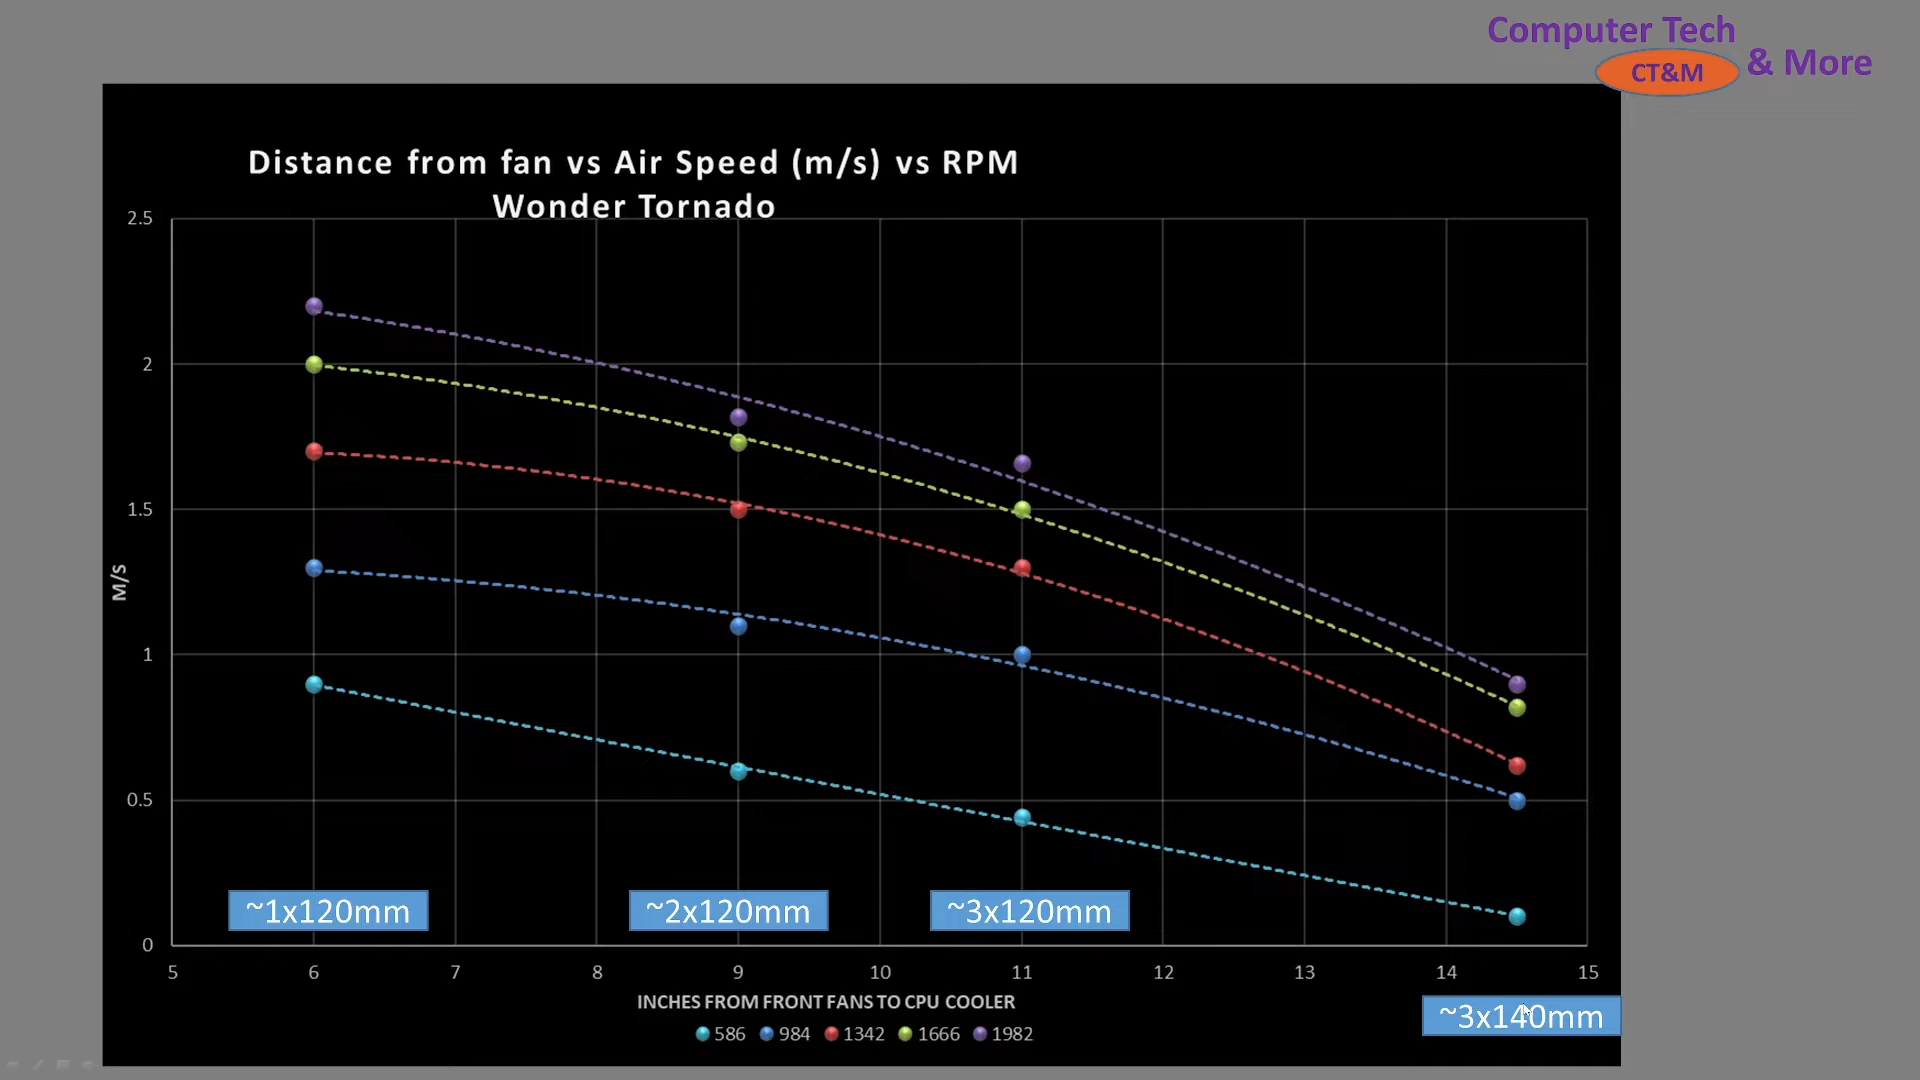 Computer Tech
CT&M & More
Distance from fan vs Air Speed (m/s) vs RPM
Wonder Tornado
2.5
2
1.5
1
0.5
0
M/S
~1x120mm ~2x120mm ~3x120mm
5 6 7 8 9 10 11 12 13 14 15
INCHES FROM FRONT FANS TO CPU COOLER
~3x140mm
586 984 1342 1666 1982